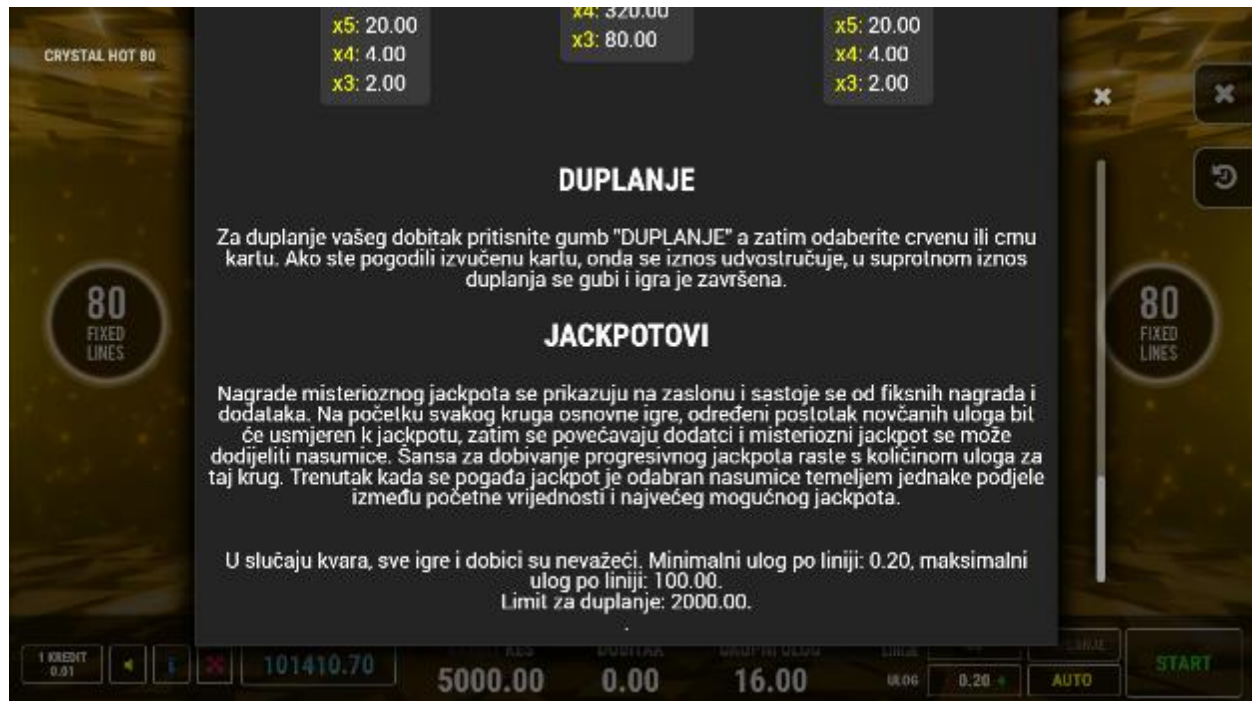 CRYSTAL HOT 80
x5: 20.00
x4: 4.00
x3: 2.00
x4: 320.00
x3: 80.00
x5: 20.00
x4: 4.00
x3: 2.00
DUPLANJE
Za duplanje vašeg dobitak pritisnite gumb "DUPLANJE" a zatim odaberite crvenu ili crnu
kartu. Ako ste pogodili izvučenu kartu, onda se iznos udvostručuje, u suprotnom iznos
duplanja se gubi i igra je završena.
80
FIXED
LINES
80
FIXED
LINES
JACKPOTOVI
Nagrade misterioznog jackpota se prikazuju na zaslonu i sastoje se od fiksnih nagrada i
dodataka. Na početku svakog kruga osnovne igre, određeni postotak novčanih uloga bit
će usmjeren k jackpotu, zatim se povećavaju dodatci i misteriozni jackpot se može
dodijeliti nasumice. Šansa za dobivanje progresivnog jackpota raste s količinom uloga za
taj krug. Trenutak kada se pogađa jackpot je odabran nasumice temeljem jednake podjele
između početne vrijednosti i najvećeg mogućnog jackpota.
U slučaju kvara, sve igre i dobici su nevažeći. Minimalni ulog po liniji: 0.20, maksimalni
ulog po liniji: 100.00.
Limit za duplanje: 2000.00.
.
1 KREDIT
0.01
101410.70
KEŠ
5000.00
DOBITAK
0.00
UKUPNI ULOG
16.00
LINIJE
ULOG
0.20 +
AUTO
START